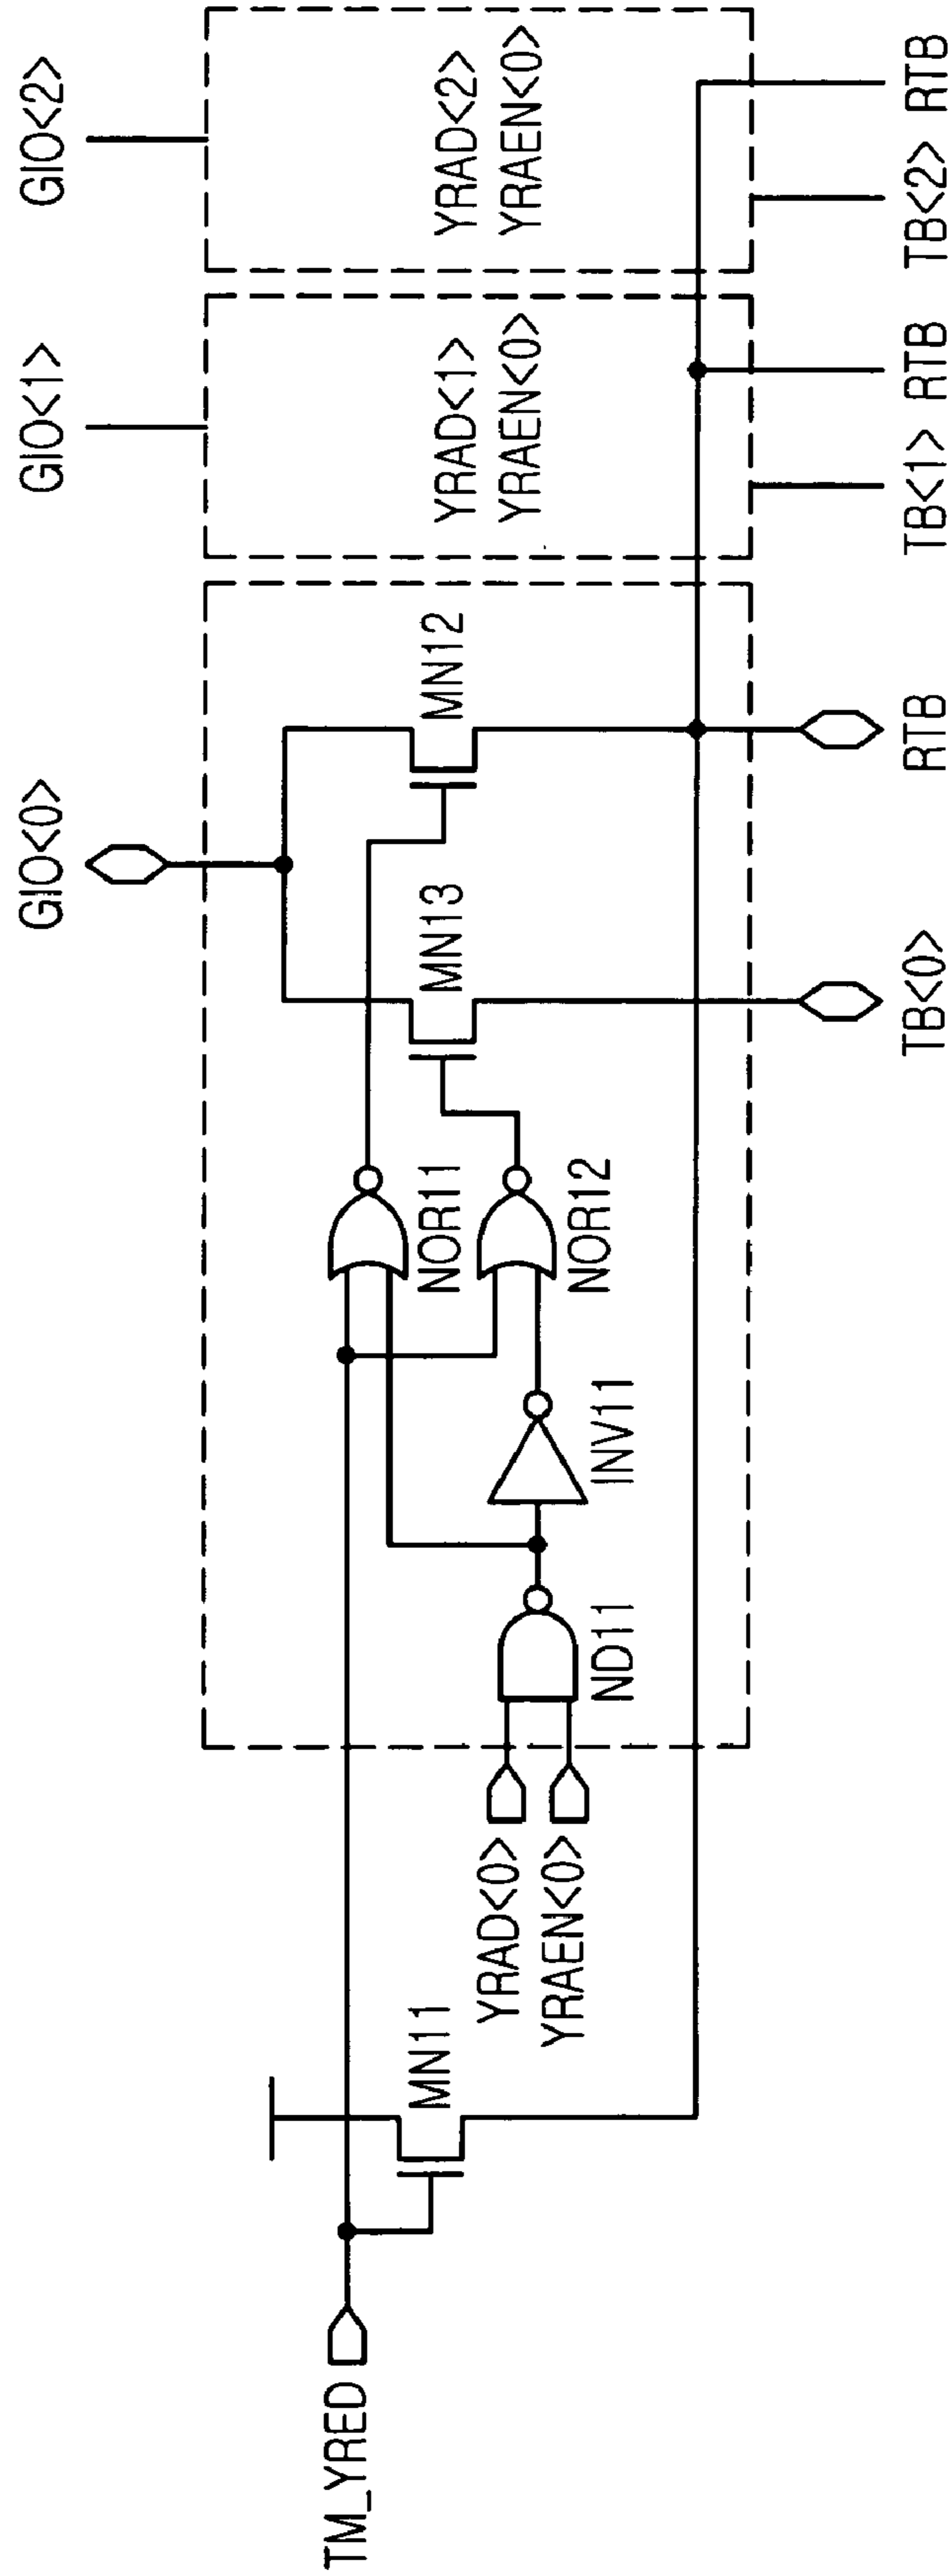 GIO<0>
GIO<1>
GIO<2>
TM_YRED
MN11
YRAD<0>
YRAEN<0>
ND11
INV11
NOR11
NOR12
MN13
MN12
YRAD<1>
YRAEN<0>
YRAD<2>
YRAEN<0>
TB<0>
RTB
TB<1>
RTB
TB<2>
RTB